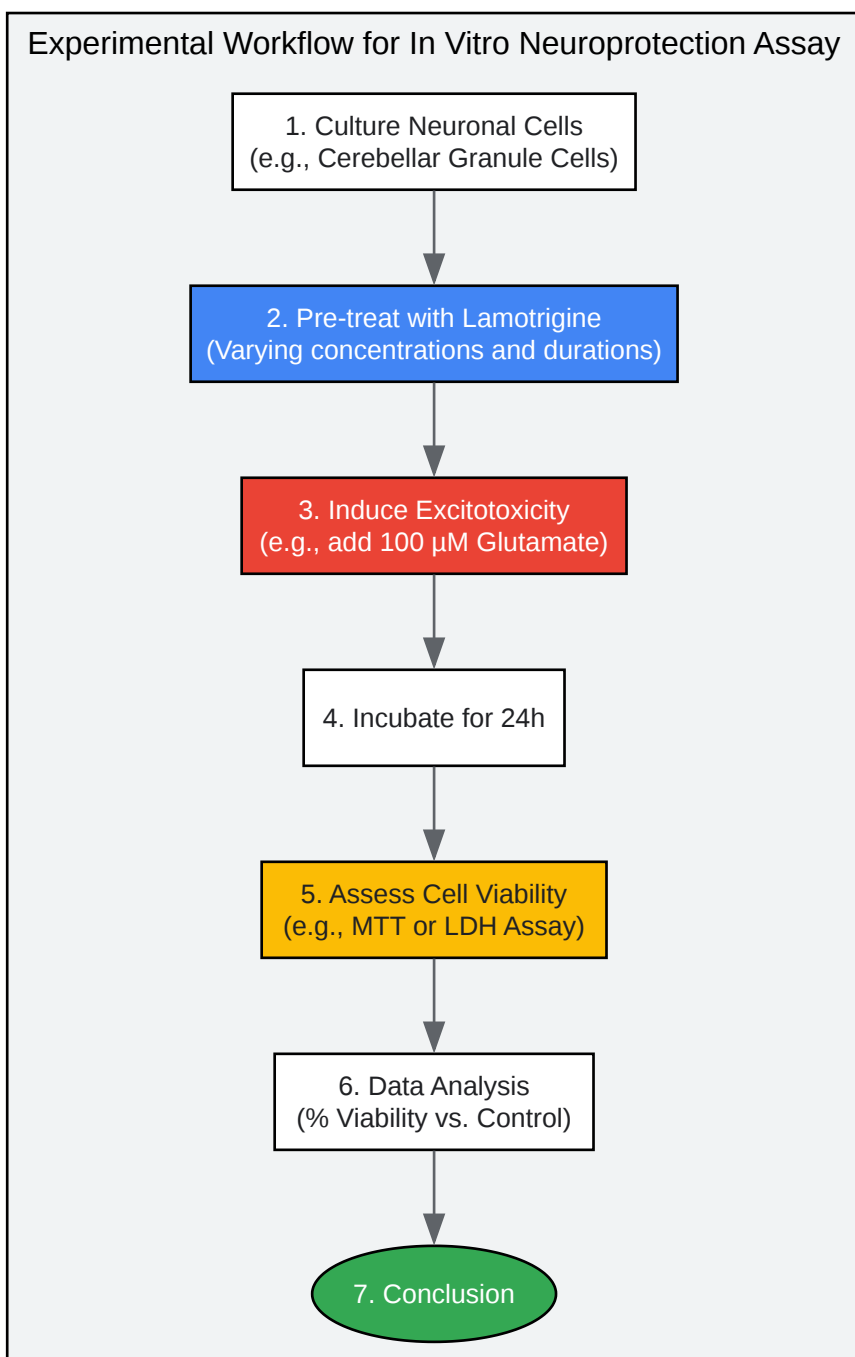 Experimental Workflow for In Vitro Neuroprotection Assay
1. Culture Neuronal Cells
(e.g., Cerebellar Granule Cells)
2. Pre-treat with Lamotrigine
(Varying concentrations and durations)
3. Induce Excitotoxicity
(e.g., add 100 µM Glutamate)
4. Incubate for 24h
5. Assess Cell Viability
(e.g., MTT or LDH Assay)
6. Data Analysis
(% Viability vs. Control)
7. Conclusion